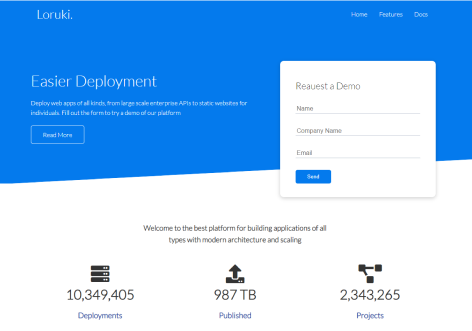 Loruki.
Home Features Docs
Easier Deployment
Deploy web apps of all kinds, from large scale enterprise APIs to static websites for
individuals. Fill out the form to try a demo of our platform
Read More
Reauest a Demo
Name
Company Name
Email
Send
Welcome to the best platform for building applications of all
types with modern architecture and scaling
10,349,405 987 TB 2,343,265
Deployments Published Projects